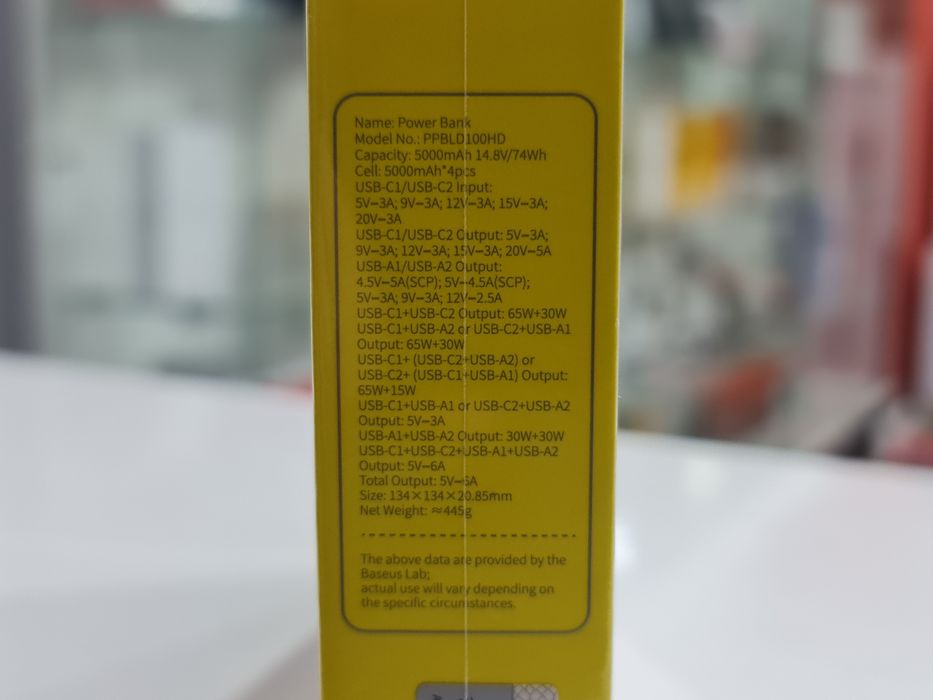 Name: Power Bank
Model No.: PPBLD100HD
Capacity: 5000mAh 14.8V/74Wh
Cell: 5000mAh*4pcs
USB-C1/USB-C2 Input:
5V⎓3A; 9V⎓3A; 12V⎓3A; 15V⎓3A;
20V⎓3A
USB-C1/USB-C2 Output: 5V⎓3A;
9V⎓3A; 12V⎓3A; 15V⎓3A; 20V⎓5A
USB-A1/USB-A2 Output:
4.5V⎓5A(SCP); 5V⎓4.5A(SCP);
5V⎓3A; 9V⎓3A; 12V⎓2.5A
USB-C1+USB-C2 Output: 65W+30W
USB-C1+USB-A2 or USB-C2+USB-A1
Output: 65W+30W
USB-C1+ (USB-C2+USB-A2) or
USB-C2+ (USB-C1+USB-A1) Output:
65W+15W
USB-C1+USB-A1 or USB-C2+USB-A2
Output: 5V⎓3A
USB-A1+USB-A2 Output: 30W+30W
USB-C1+USB-C2+USB-A1+USB-A2
Output: 5V⎓6A
Total Output: 5V⎓6A
Size: 134×134×20.85mm
Net Weight: ≈445g
The above data are provided by the
Baseus Lab;
actual use will vary depending on
the specific circumstances.